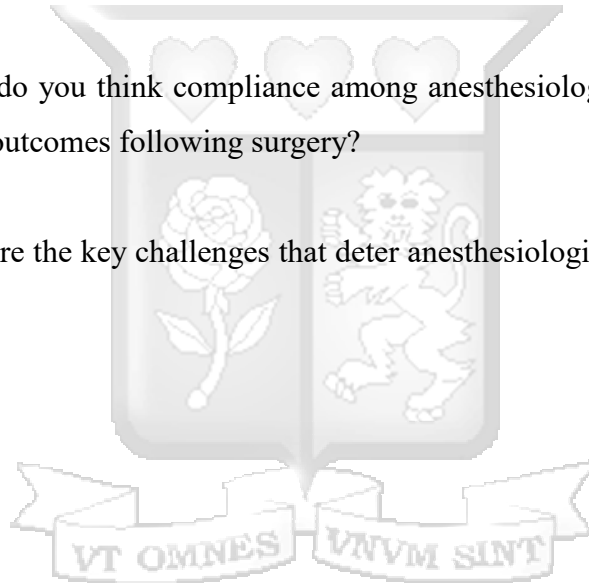 do you think compliance among anesthesiolog
outcomes following surgery?
re the key challenges that deter anesthesiologi
VT OMNES VNVM SINT